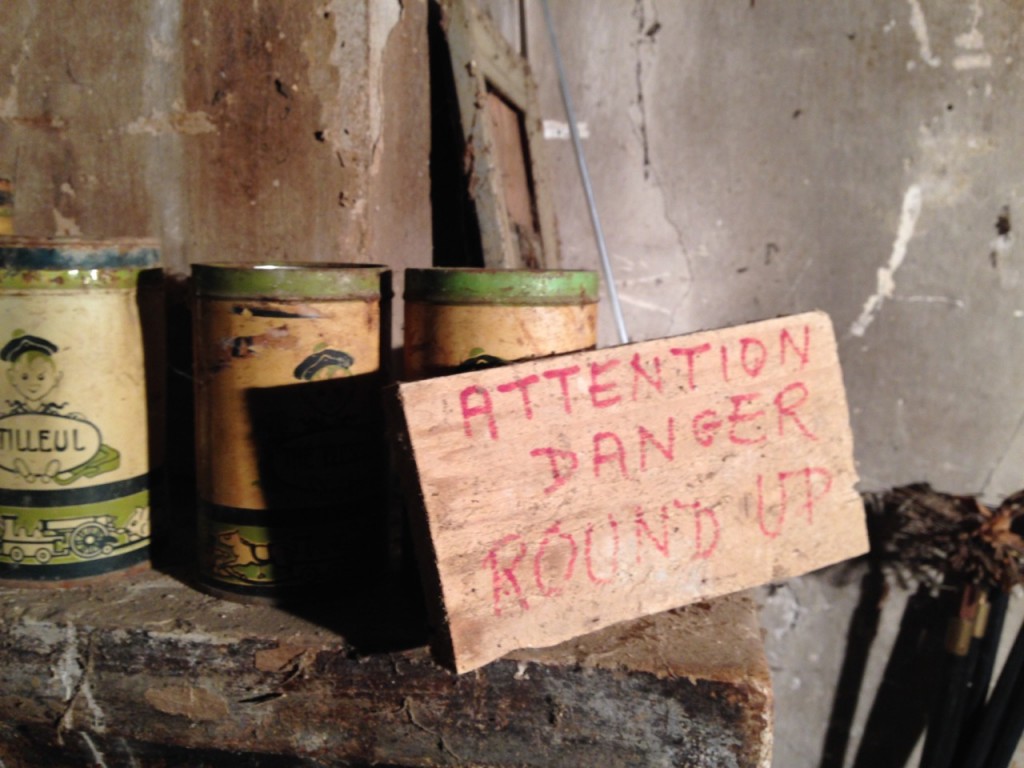 TILLEUL
ATTENTION
DANGER
ROUND UP